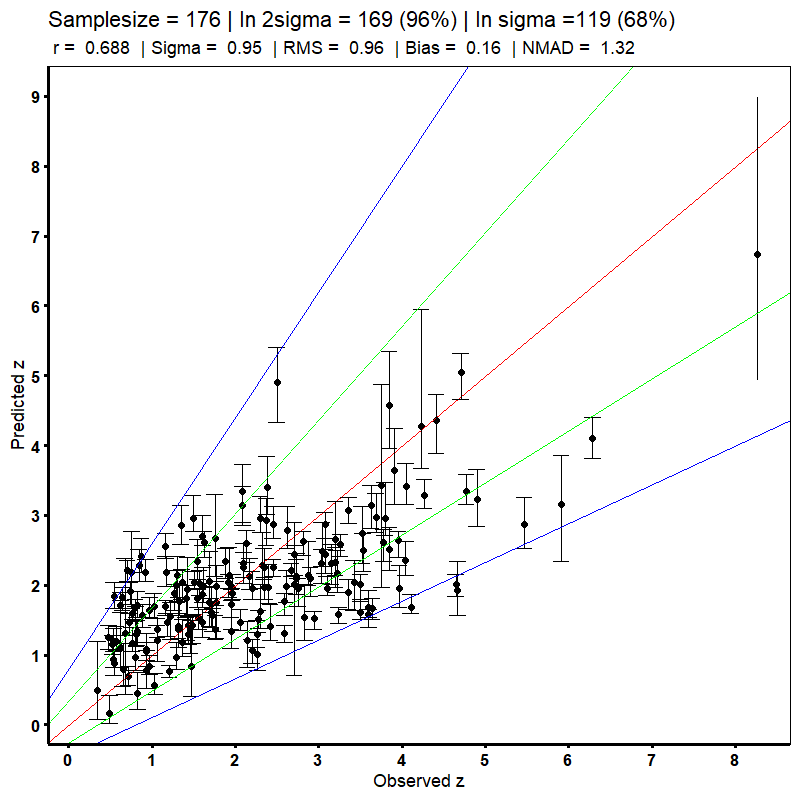 Samplesize = 176 | In 2sigma = 169 (96%) | In sigma =119 (68%)
r = 0.688 | Sigma = 0.95 | RMS = 0.96 | Bias = 0.16 | NMAD = 1.32
9
8
7
6
5
4
3
2
1
0
Predicted z
0 1 2 3 4 5 6 7 8
Observed z